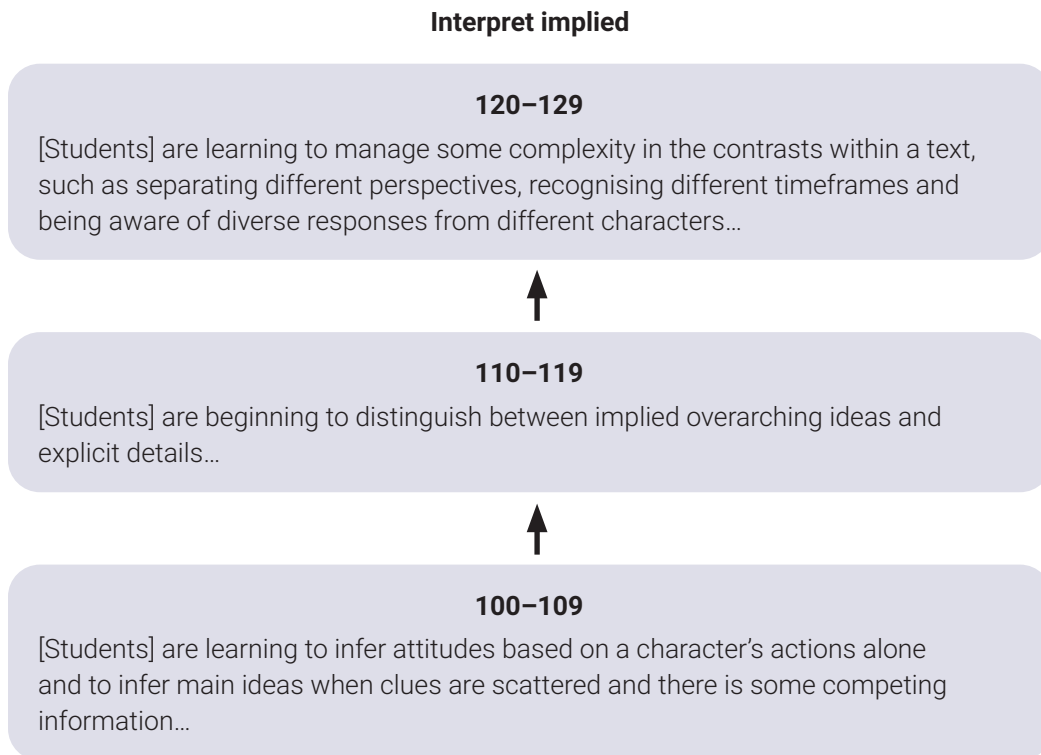 Interpret implied
120–129
[Students] are learning to manage some complexity in the contrasts within a text,
such as separating different perspectives, recognising different timeframes and
being aware of diverse responses from different characters…
110–119
[Students] are beginning to distinguish between implied overarching ideas and
explicit details…
100–109
[Students] are learning to infer attitudes based on a character’s actions alone
and to infer main ideas when clues are scattered and there is some competing
information…